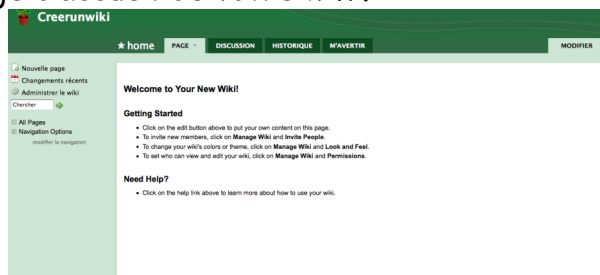 Creerunwiki
★ home PAGE DISCUSSION HISTORIQUE M'AVERTIR MODIFIER
Nouvelle page
Changements récents
Administrer le wiki
Chercher
All Pages
Navigation Options
modifier la navigation
Welcome to Your New Wiki!
Getting Started
• Click on the edit button above to put your own content on this page.
• To invite new members, click on Manage Wiki and Invite People.
• To change your wiki's colors or theme, click on Manage Wiki and Look and Feel.
• To set who can view and edit your wiki, click on Manage Wiki and Permissions.
Need Help?
• Click on the help link above to learn more about how to use your wiki.